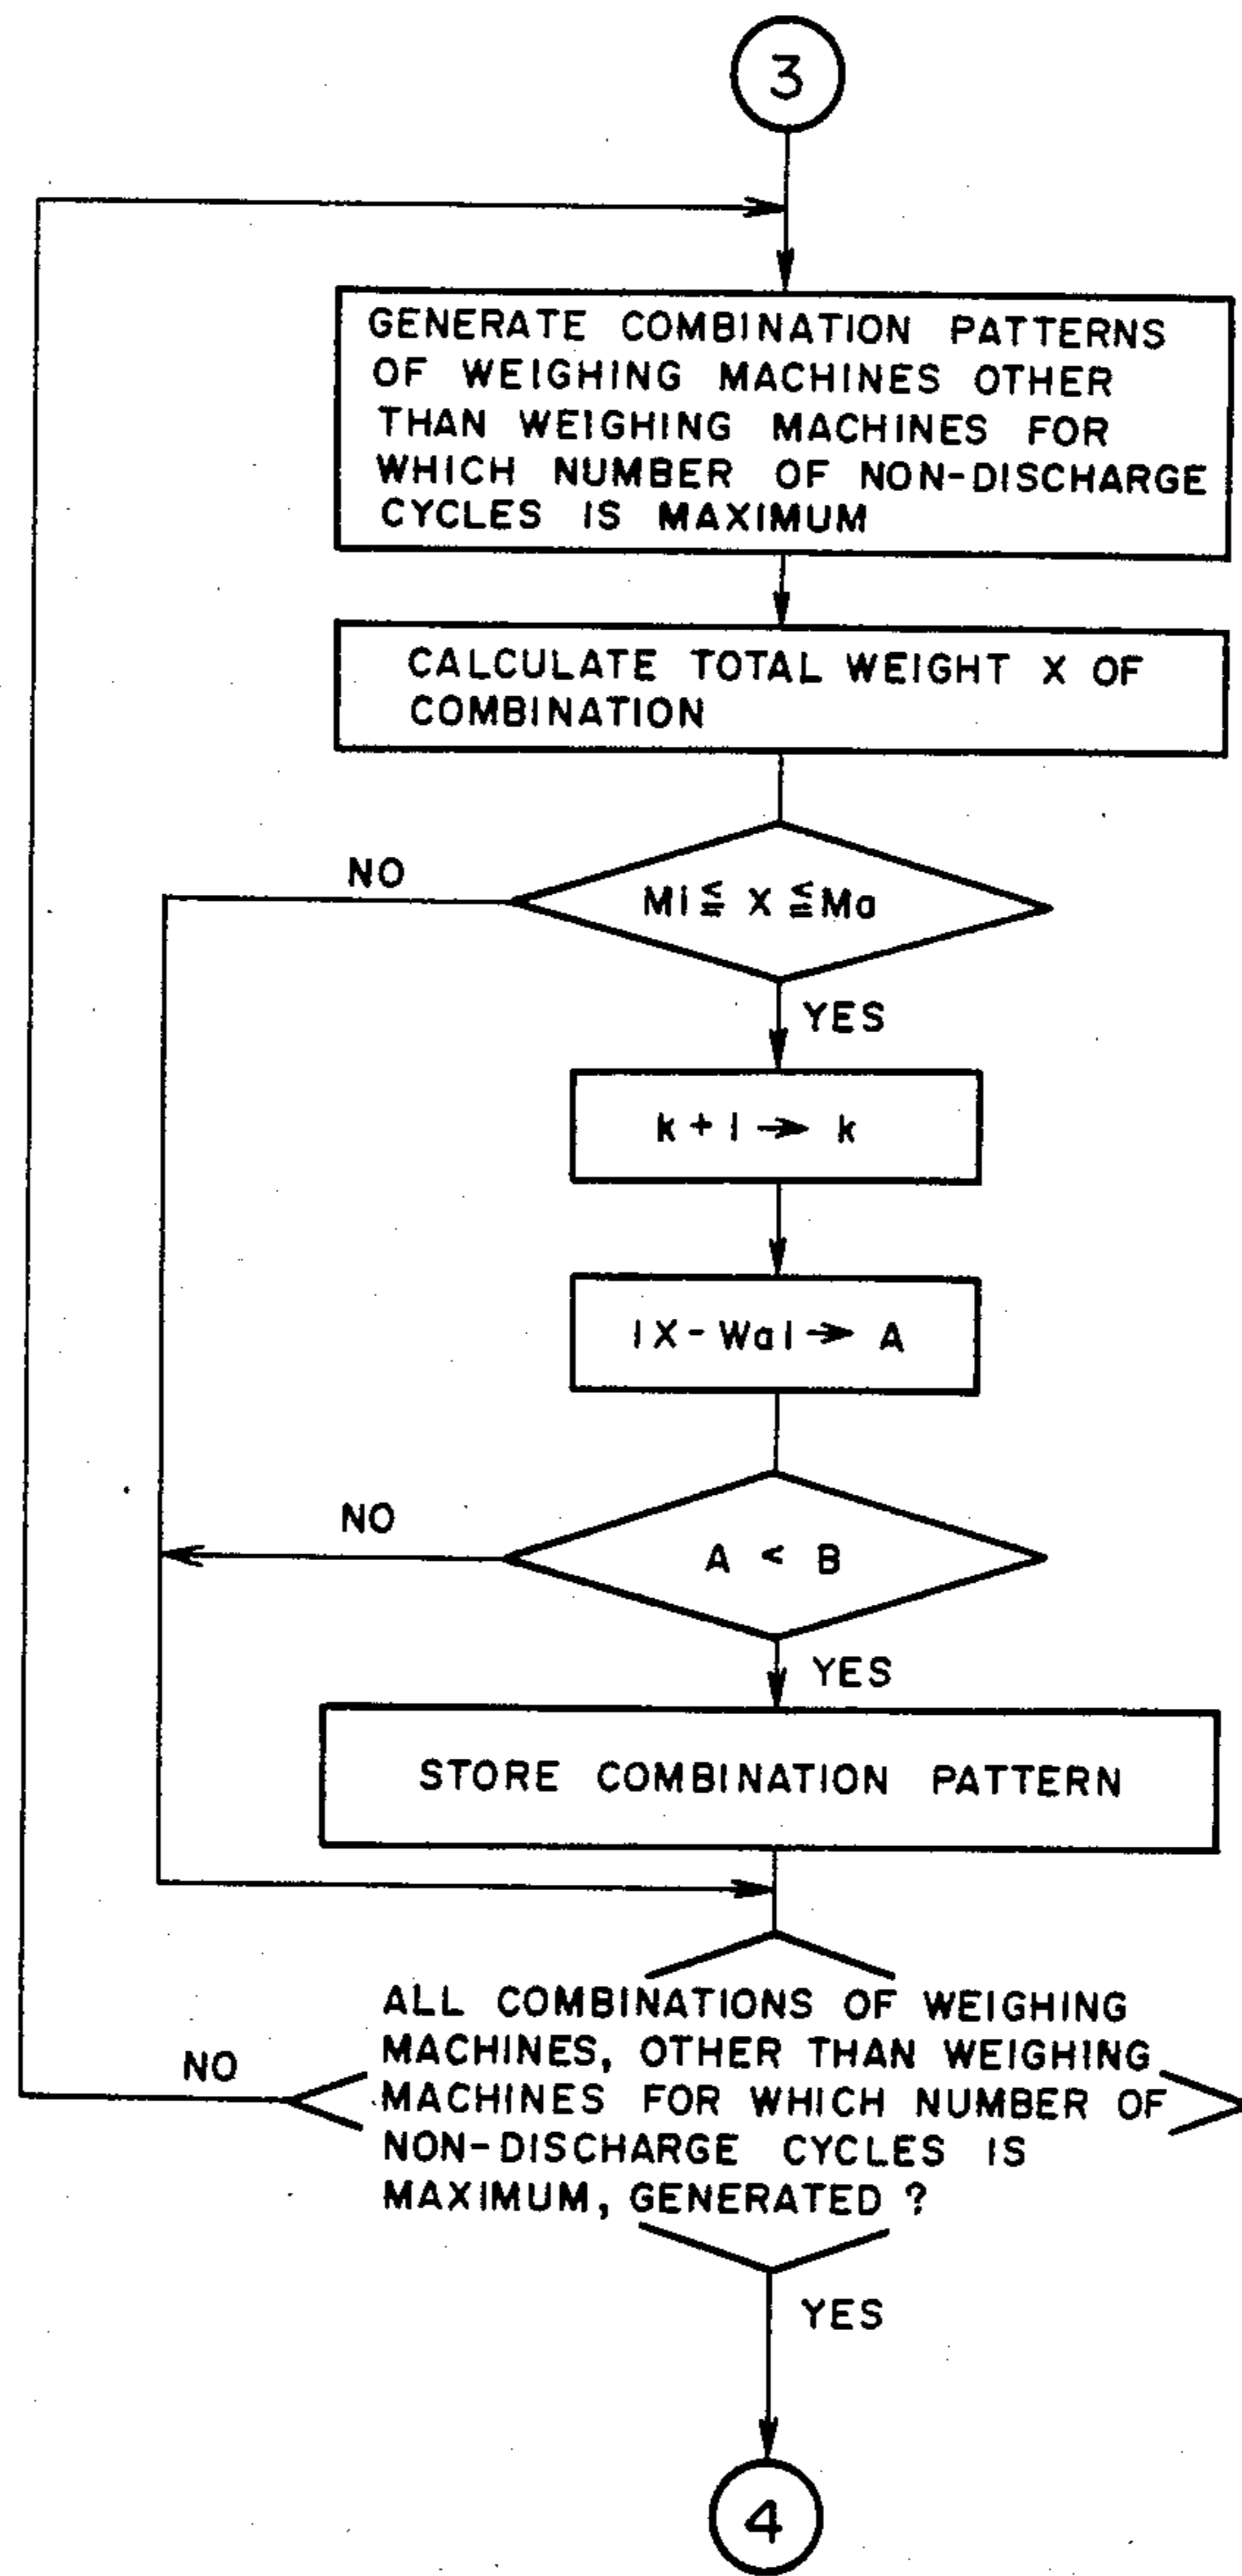 3
GENERATE COMBINATION PATTERNS
OF WEIGHING MACHINES OTHER
THAN WEIGHING MACHINES FOR
WHICH NUMBER OF NON-DISCHARGE
CYCLES IS MAXIMUM
CALCULATE TOTAL WEIGHT X OF
COMBINATION
NO
Mi ≦ X ≦ Ma
YES
k + 1 → k
|X - Wa| → A
NO
A < B
YES
STORE COMBINATION PATTERN
ALL COMBINATIONS OF WEIGHING
MACHINES, OTHER THAN WEIGHING
NO
MACHINES FOR WHICH NUMBER OF
NON-DISCHARGE CYCLES IS
MAXIMUM, GENERATED ?
YES
4